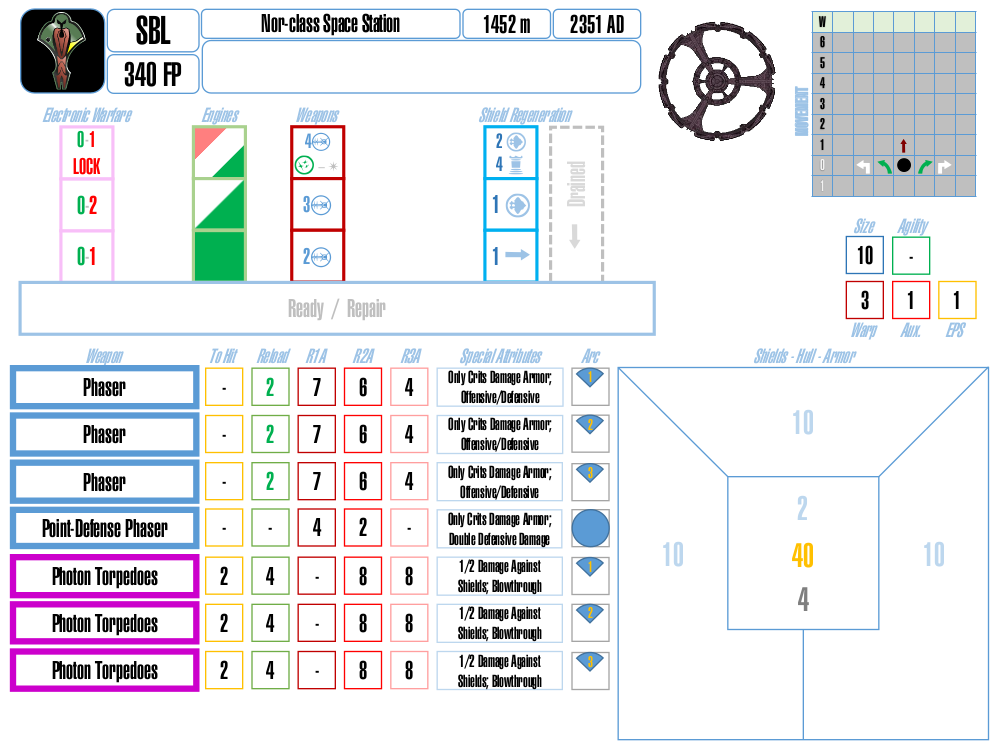 SBL
Nor-class Space Station
1452 m
2351 AD
340 FP
W
6
5
4
3
2
1
0
1
MOVEMENT
Electronic Warfare
Engines
Weapons
Shield Regeneration
0-1
LOCK
0-2
0-1
4
–
3
2
2
4
1
1
Drained
Size
Agility
10
-
3
1
1
Warp
Aux.
EPS
Ready / Repair
Weapon To Hit Reload R1A R2A R3A Special Attributes Arc
Phaser - 2 7 6 4 Only Crits Damage Armor; 1
Offensive/Defensive
Phaser - 2 7 6 4 Only Crits Damage Armor; 2
Offensive/Defensive
Phaser - 2 7 6 4 Only Crits Damage Armor; 3
Offensive/Defensive
Point-Defense Phaser - - 4 2 - Only Crits Damage Armor;
Double Defensive Damage
Photon Torpedoes 2 4 - 8 8 1/2 Damage Against 1
Shields; Blowthrough
Photon Torpedoes 2 4 - 8 8 1/2 Damage Against 2
Shields; Blowthrough
Photon Torpedoes 2 4 - 8 8 1/2 Damage Against 3
Shields; Blowthrough
Shields - Hull - Armor
10
2
10
40
10
4